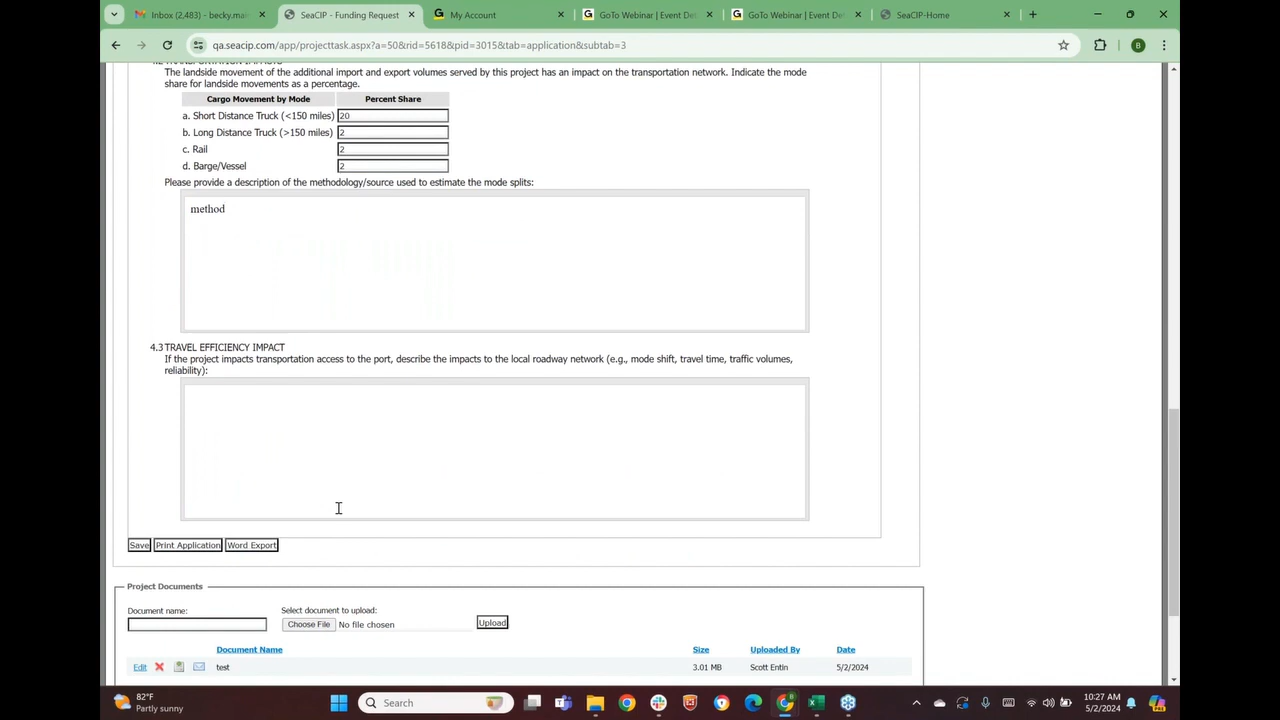 Inbox (2,483) - becky.mai
SeaCIP - Funding Request
My Account
GoTo Webinar | Event De
GoTo Webinar | Event De
SeaCIP-Home
qa.seacip.com/app/projecttask.aspx?a=50&rid=5618&pid=3015&tab=application&subtab=3
B
The landside movement of the additional import and export volumes served by this project has an impact on the transportation network. Indicate the mode
share for landside movements as a percentage.
Cargo Movement by Mode Percent Share
a. Short Distance Truck (<150 miles) 20
b. Long Distance Truck (>150 miles) 2
c. Rail 2
d. Barge/Vessel 2
Please provide a description of the methodology/source used to estimate the mode splits:
method
4.3 TRAVEL EFFICIENCY IMPACT
If the project impacts transportation access to the port, describe the impacts to the local roadway network (e.g., mode shift, travel time, traffic volumes,
reliability):
Save Print Application Word Export
Project Documents
Document name: Select document to upload:
Choose File No file chosen Upload
Document Name Size Uploaded By Date
Edit test 3.01 MB Scott Entin 5/2/2024
82°F
Partly sunny
Search
10:27 AM
5/2/2024